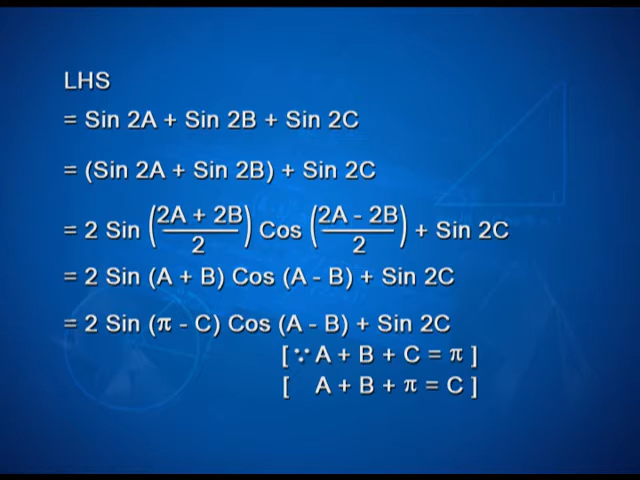 LHS
= Sin 2A + Sin 2B + Sin 2C
= (Sin 2A + Sin 2B) + Sin 2C
= 2 Sin (2A + 2B / 2) Cos (2A - 2B / 2) + Sin 2C
= 2 Sin (A + B) Cos (A - B) + Sin 2C
= 2 Sin (π - C) Cos (A - B) + Sin 2C
[ ∵ A + B + C = π ]
[ A + B + π = C ]